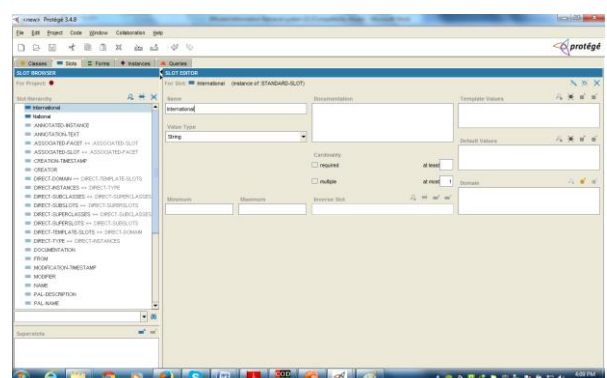 <new> Protégé 3.4.8
File Edit Project Code Window Collaboration Help
protégé
Classes Slots Forms Instances Queries
SLOT BROWSER
SLOT EDITOR
For Project:
For Slot: International (instance of :STANDARD-SLOT)
Slot Hierarchy
Name
Documentation
Template Values
International
International
National
Value Type
ANNOTATED-INSTANCE
String
ANNOTATION-TEXT
Default Values
ASSOCIATED-FACET ↔ ASSOCIATED-SLOT
ASSOCIATED-SLOT ↔ ASSOCIATED-FACET
Cardinality
CREATION-TIMESTAMP
required at least
CREATOR
DIRECT-DOMAIN ↔ DIRECT-TEMPLATE-SLOTS
multiple at most 1
Domain
DIRECT-INSTANCES ↔ DIRECT-TYPE
DIRECT-SUBCLASSES ↔ DIRECT-SUPERCLASSES
Minimum Maximum Inverse Slot
DIRECT-SUBSLOTS ↔ DIRECT-SUPERSLOTS
DIRECT-SUPERCLASSES ↔ DIRECT-SUBCLASSES
DIRECT-SUPERSLOTS ↔ DIRECT-SUBSLOTS
DIRECT-TEMPLATE-SLOTS ↔ DIRECT-DOMAIN
DIRECT-TYPE ↔ DIRECT-INSTANCES
DOCUMENTATION
FROM
MODIFICATION-TIMESTAMP
MODIFIER
NAME
PAL-DESCRIPTION
PAL-NAME
Superslots
COD
4:09 PM